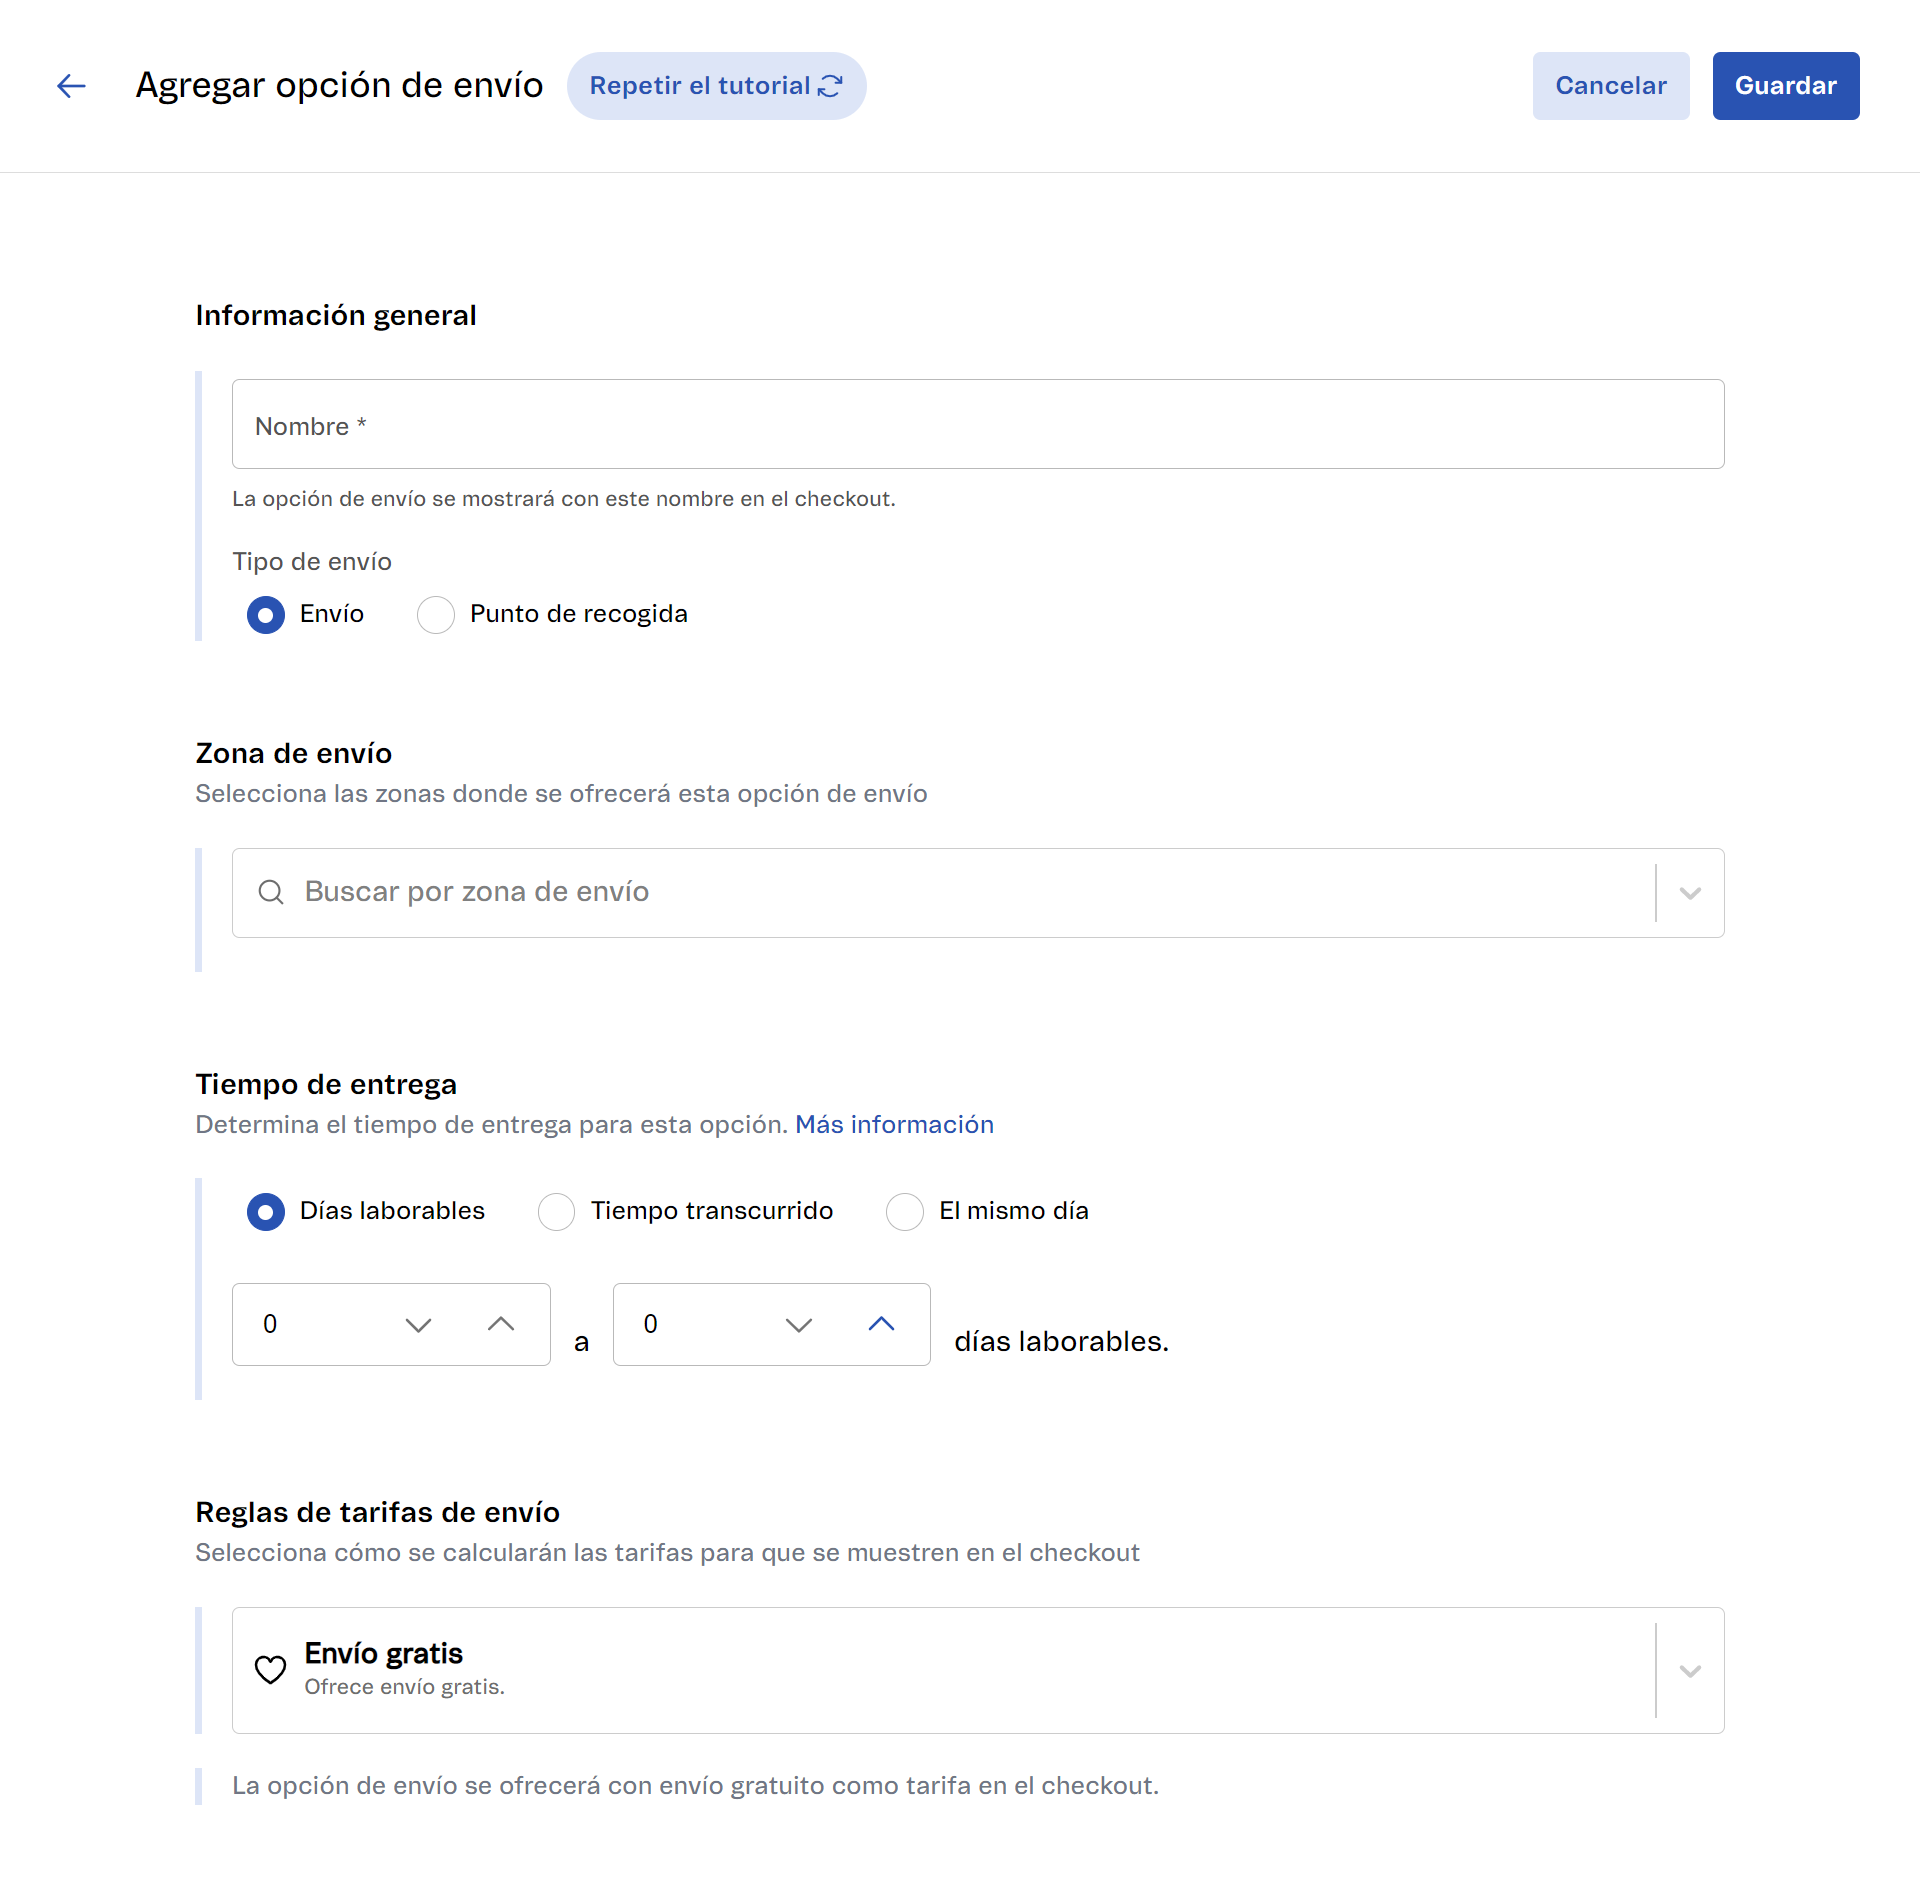 Agregar opción de envío
Repetir el tutorial
Cancelar
Guardar
Información general
Nombre *
La opción de envío se mostrará con este nombre en el checkout.
Tipo de envío
Envío
Punto de recogida
Zona de envío
Selecciona las zonas donde se ofrecerá esta opción de envío
Buscar por zona de envío
Tiempo de entrega
Determina el tiempo de entrega para esta opción. Más información
Días laborables
Tiempo transcurrido
El mismo día
0
a
0
días laborables.
Reglas de tarifas de envío
Selecciona cómo se calcularán las tarifas para que se muestren en el checkout
Envío gratis
Ofrece envío gratis.
La opción de envío se ofrecerá con envío gratuito como tarifa en el checkout.